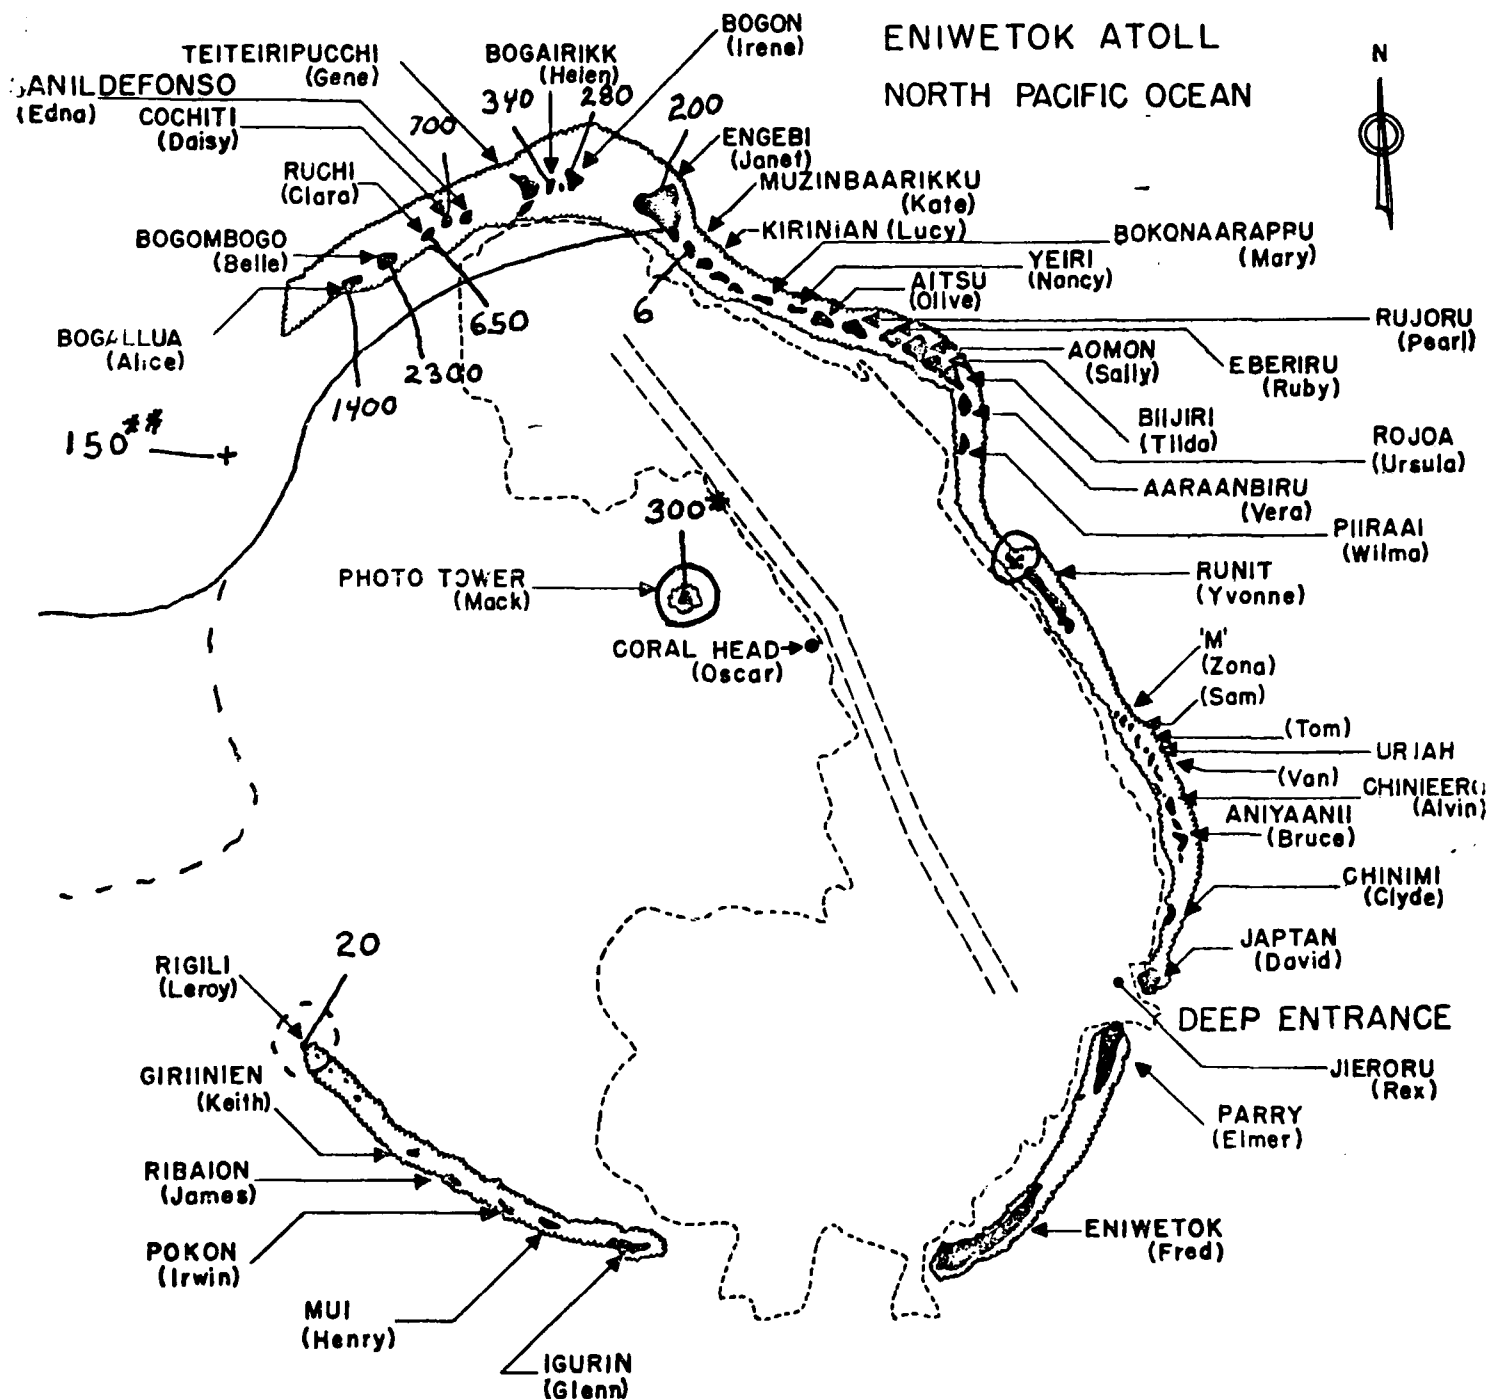 ENIWETOK ATOLL
NORTH PACIFIC OCEAN
N
BOGON
(Irene)
TEITEIRIPUCCHI
(Gene)
BOGAIRIKK
(Helen)
ANILDEFONSO
(Edna)
COCHITI
(Daisy)
700
340
280
200
ENGEBI
(Janet)
RUCHI
(Clara)
MUZINBAARIKKU
(Kate)
KIRINIAN (Lucy)
BOKONAARAPPU
(Mary)
BOGOMBOGO
(Belle)
YEIRI
(Nancy)
AITSU
(Olive)
BOGALLUA
(Alice)
650
6
RUJORU
(Pearl)
AOMON
(Sally)
EBERIRU
(Ruby)
2300
1400
BIIJIRI
(Tilda)
150**
ROJOA
(Ursula)
AARAANBIRU
(Vera)
300*
PIIRAAI
(Wilma)
PHOTO TOWER
(Mack)
RUNIT
(Yvonne)
CORAL HEAD
(Oscar)
'M'
(Zona)
(Sam)
(Tom)
URIAH
(Van)
CHINIEERO
(Alvin)
ANIYAANII
(Bruce)
CHINIMI
(Clyde)
20
JAPTAN
(David)
RIGILI
(Leroy)
DEEP ENTRANCE
GIRIINIEN
(Keith)
JIERORU
(Rex)
PARRY
(Elmer)
RIBAION
(James)
ENIWETOK
(Fred)
POKON
(Irwin)
MUI
(Henry)
IGURIN
(Glenn)